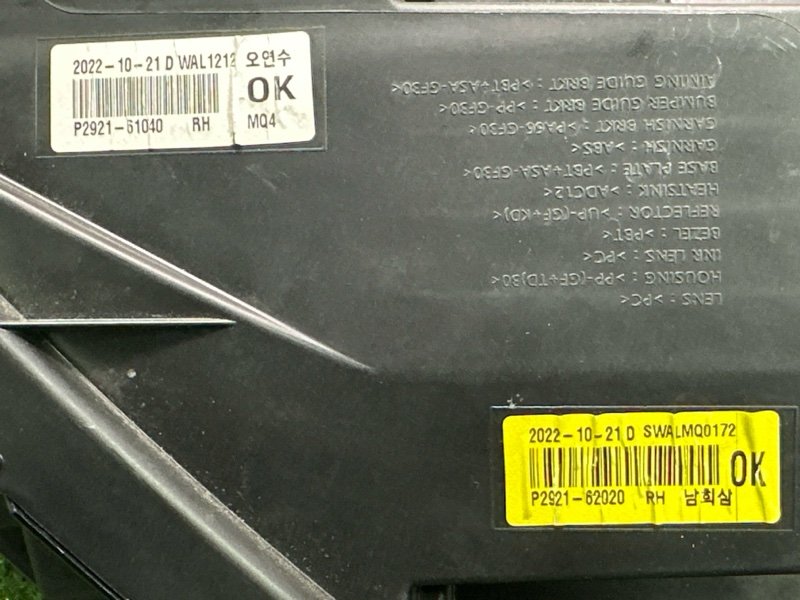 2022-10-21 D WAL1212 오연수
OK
P2921-61040 RH MQ4
LENS : >PC<
HOUSING : >PP-(GF+TD)30<
INR LENS : >PC<
BEZEL : >PBT<
REFLECTOR : >UP-(GF+KD)<
HEATSINK : >ADC12<
BASE PLATE : >PBT+ASA-GF30<
GARNISH : >ABS<
GARNISH BRKT : >PA66-GF30<
BUMPER GUIDE BRKT : >PP-GF30<
AIMING GUIDE BRKT : >PBT+ASA-GF30<
2022-10-21 D SWALMQ0172
OK
P2921-62020 RH 남희삼